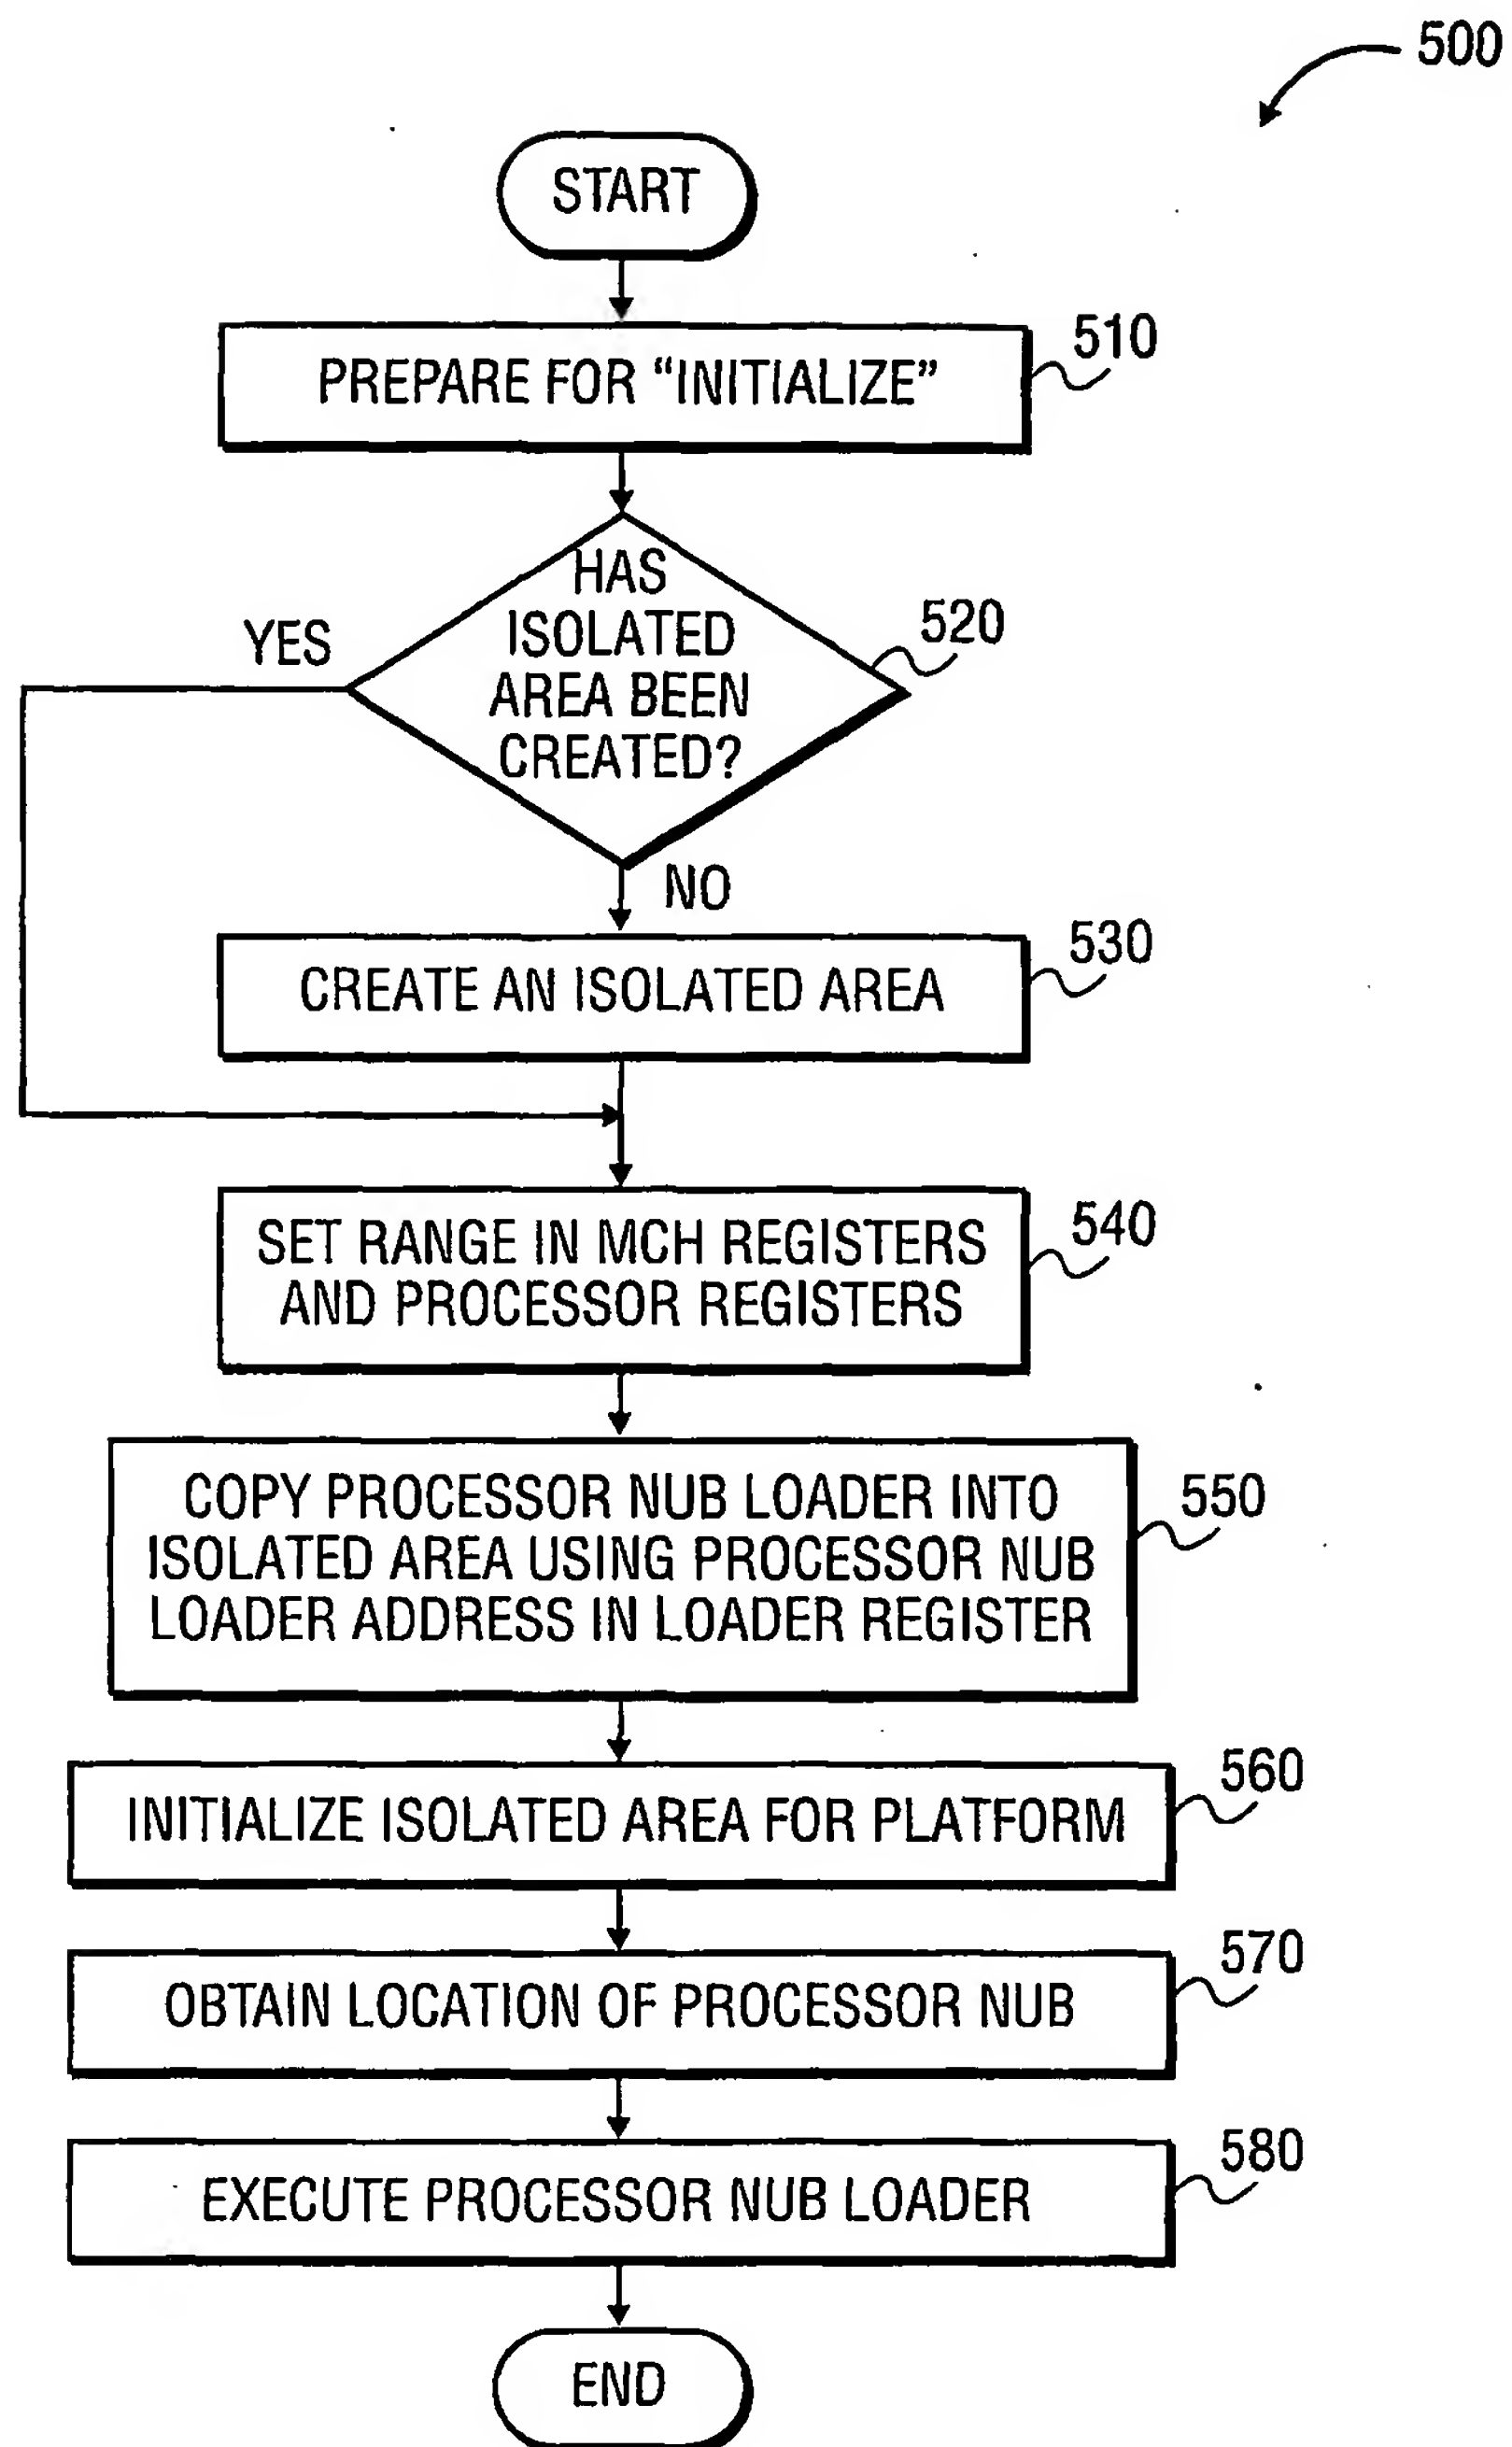 500
START
PREPARE FOR “INITIALIZE”
510
HAS
ISOLATED
AREA BEEN
CREATED?
520
YES
NO
CREATE AN ISOLATED AREA
530
SET RANGE IN MCH REGISTERS
AND PROCESSOR REGISTERS
540
COPY PROCESSOR NUB LOADER INTO
ISOLATED AREA USING PROCESSOR NUB
LOADER ADDRESS IN LOADER REGISTER
550
INITIALIZE ISOLATED AREA FOR PLATFORM
560
OBTAIN LOCATION OF PROCESSOR NUB
570
EXECUTE PROCESSOR NUB LOADER
580
END